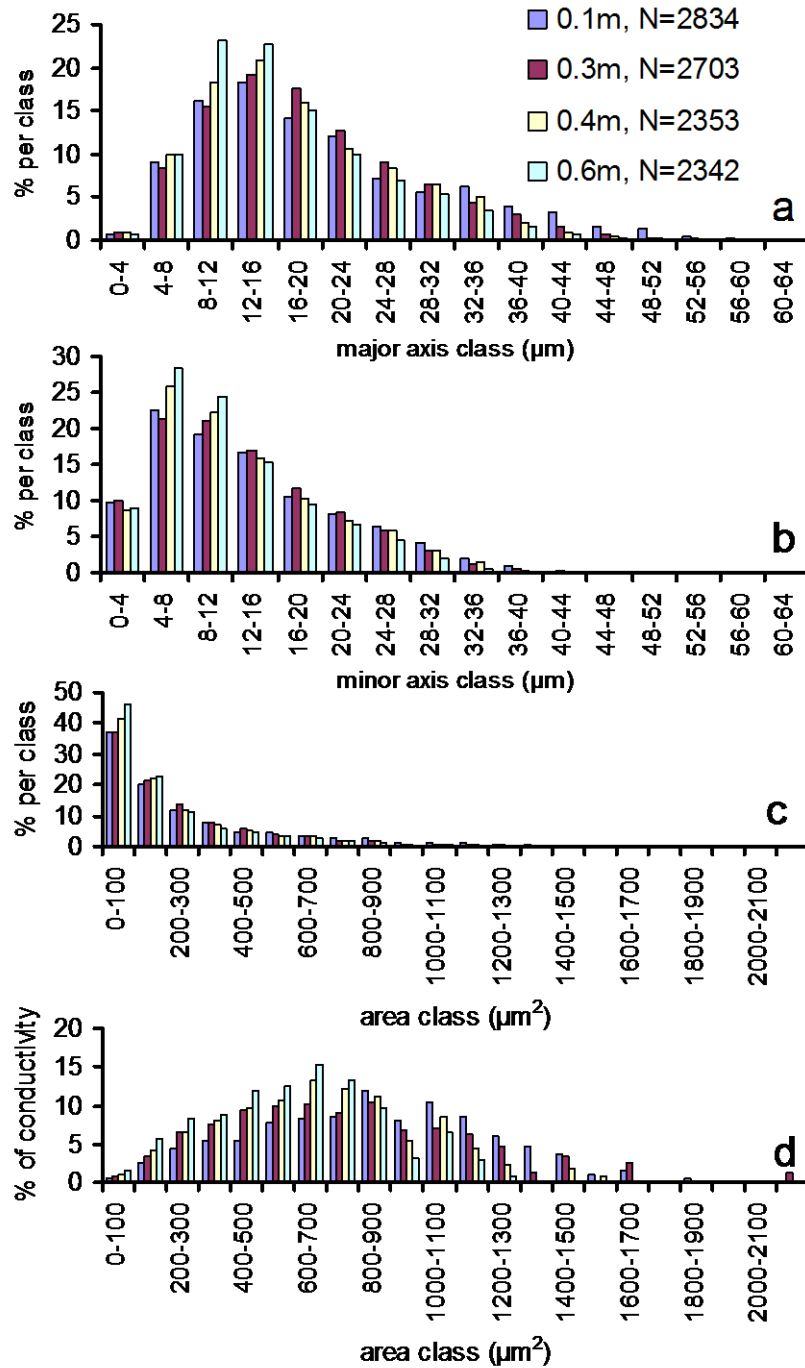 0.1m, N=2834
0.3m, N=2703
0.4m, N=2353
0.6m, N=2342
% per class
25
20
15
10
5
0
a
0-4 4-8 8-12 12-16 16-20 20-24 24-28 28-32 32-36 36-40 40-44 44-48 48-52 52-56 56-60 60-64
major axis class (µm)
% per class
30
25
20
15
10
5
0
b
0-4 4-8 8-12 12-16 16-20 20-24 24-28 28-32 32-36 36-40 40-44 44-48 48-52 52-56 56-60 60-64
minor axis class (µm)
% per class
50
40
30
20
10
0
c
0-100 200-300 400-500 600-700 800-900 1000-1100 1200-1300 1400-1500 1600-1700 1800-1900 2000-2100
area class (µm²)
% of conductivity
20
15
10
5
0
d
0-100 200-300 400-500 600-700 800-900 1000-1100 1200-1300 1400-1500 1600-1700 1800-1900 2000-2100
area class (µm²)